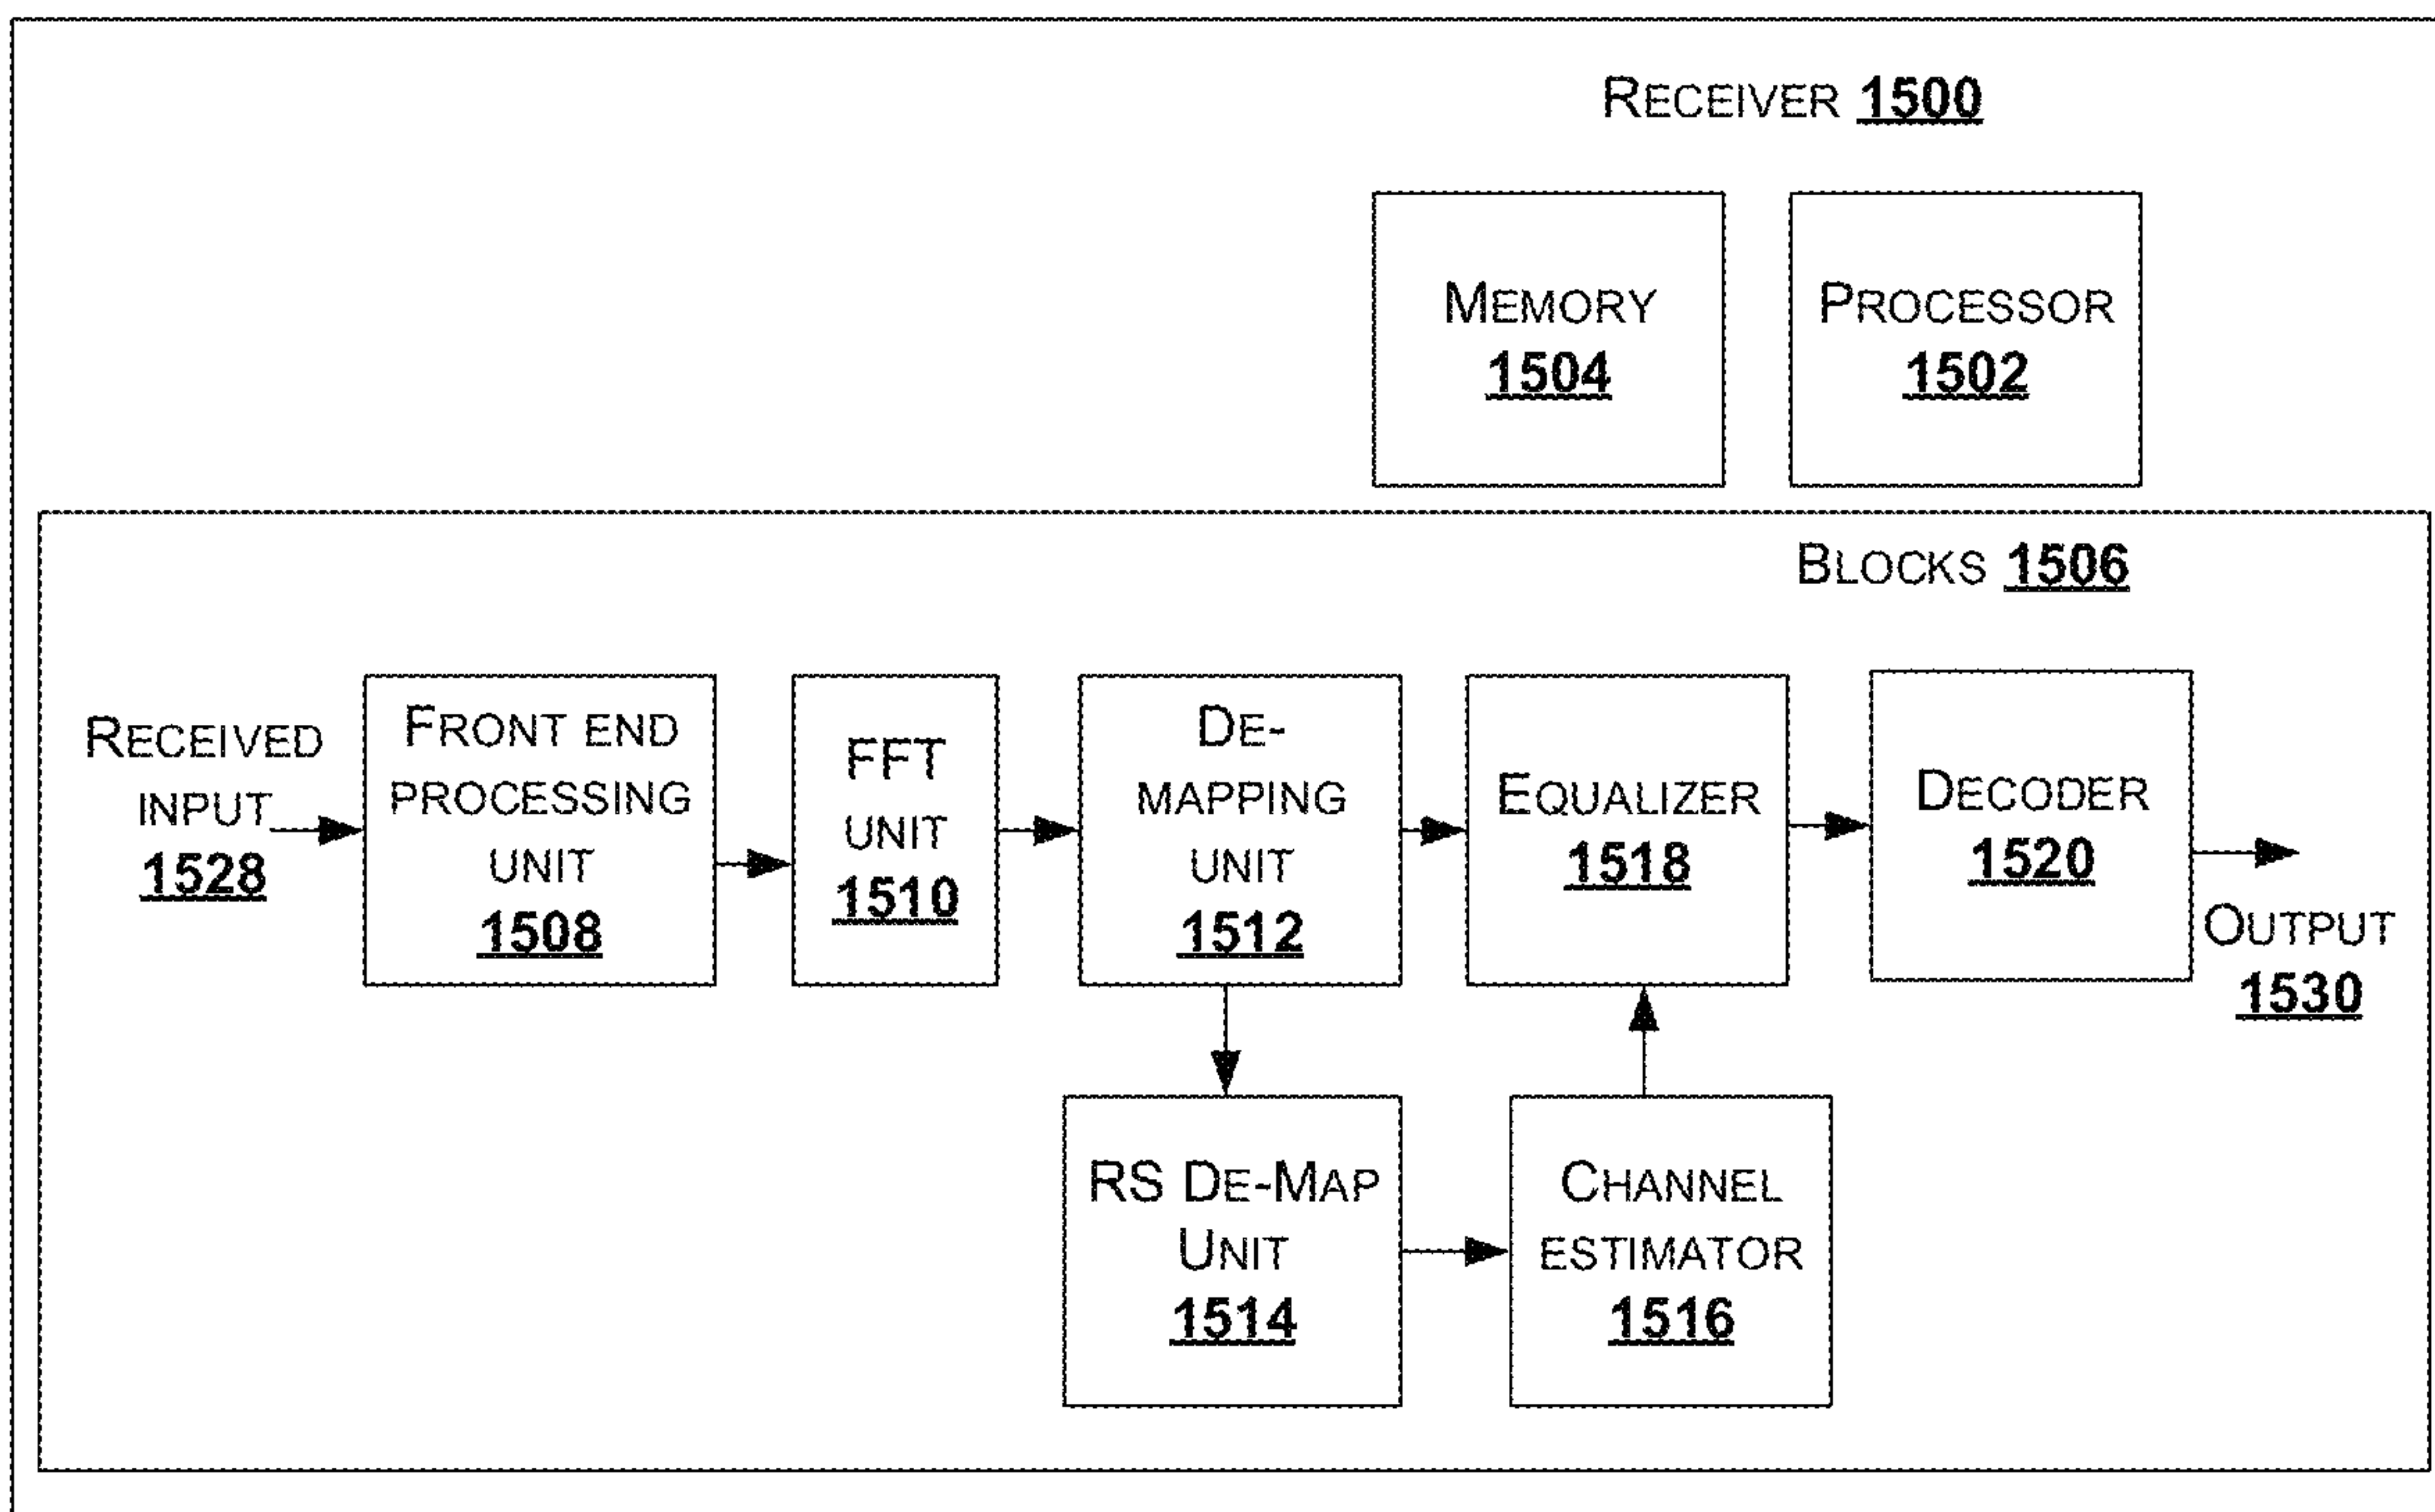 RECEIVER 1500
MEMORY
1504
PROCESSOR
1502
BLOCKS 1506
RECEIVED
INPUT
1528
FRONT END
PROCESSING
UNIT
1508
FFT
UNIT
1510
DE-
MAPPING
UNIT
1512
EQUALIZER
1518
DECODER
1520
OUTPUT
1530
RS DE-MAP
UNIT
1514
CHANNEL
ESTIMATOR
1516